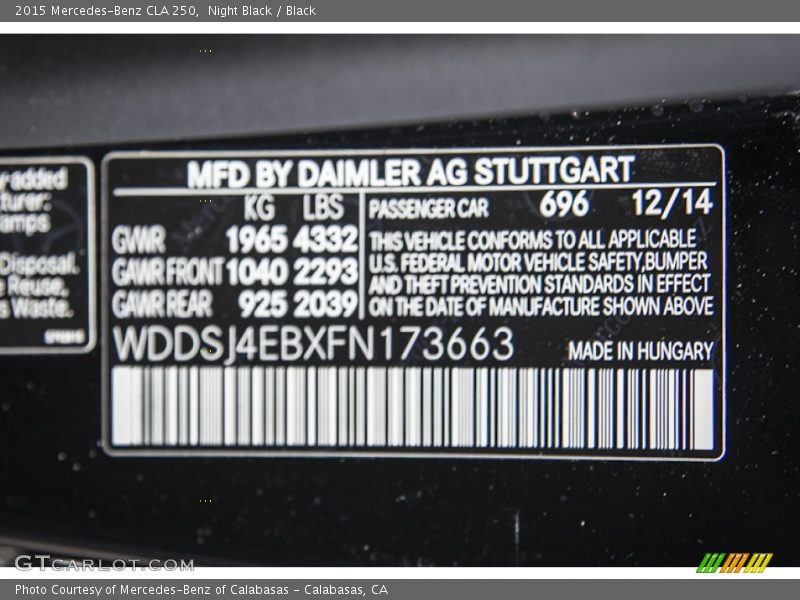 2015 Mercedes-Benz CLA 250,  Night Black / Black
MFD BY DAIMLER AG STUTTGART
KG LBS
GVWR 1965 4332
GAWR FRONT 1040 2293
GAWR REAR 925 2039
PASSENGER CAR 696 12/14
THIS VEHICLE CONFORMS TO ALL APPLICABLE
U.S. FEDERAL MOTOR VEHICLE SAFETY,BUMPER
AND THEFT PREVENTION STANDARDS IN EFFECT
ON THE DATE OF MANUFACTURE SHOWN ABOVE
WDDSJ4EBXFN173663
MADE IN HUNGARY
added
Disposal.
Reuse,
Waste.
GTCARLOT.COM
Photo Courtesy of Mercedes-Benz of Calabasas - Calabasas, CA